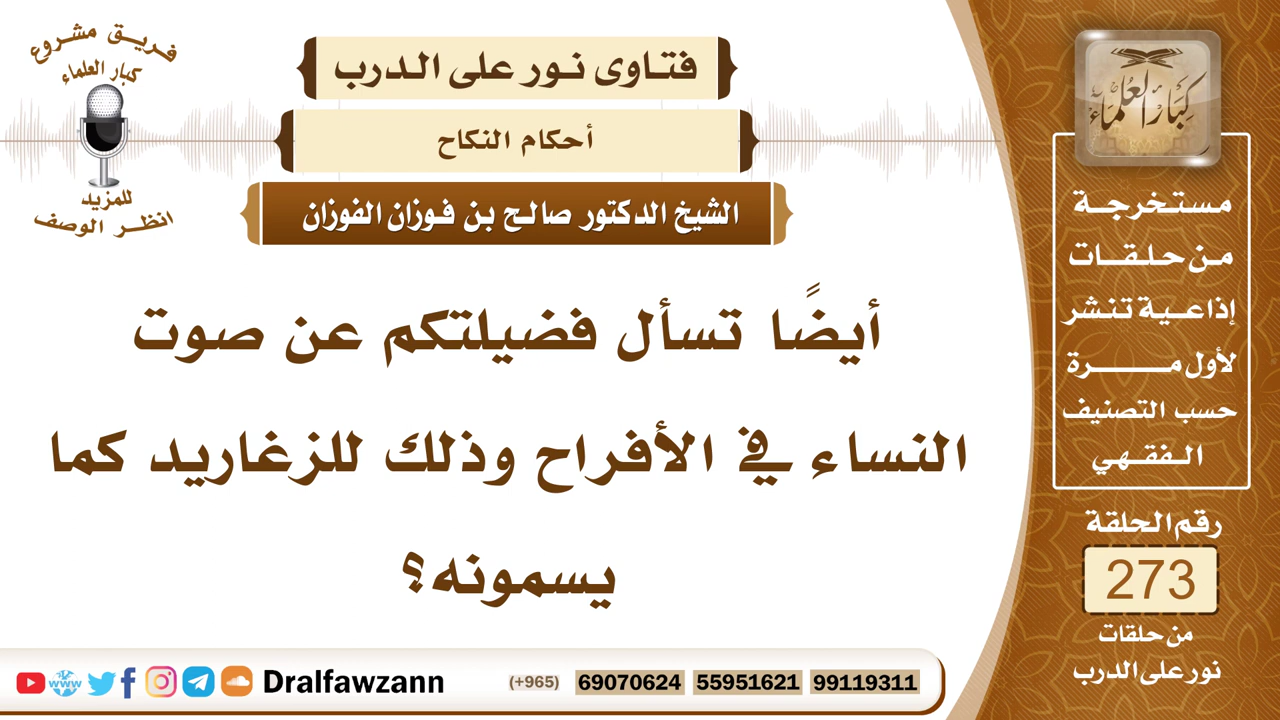 فريق مشروع
كبار العلماء
للمزيد
انظر الوصف
فتاوى نور على الدرب
أحكام النكاح
الشيخ الدكتور صالح بن فوزان الفوزان
أيضًا تسأل فضيلتكم عن صوت
النساء في الأفراح وذلك للزغاريد كما
يسمونه؟
كبار العلماء
مستخرجة
من حلقات
إذاعية تنشر
لأول مرة
حسب التصنيف
الفقهي
رقم الحلقة
273
من حلقات
نور على الدرب
www
Dralfawzann
(+965) 69070624 55951621 99119311